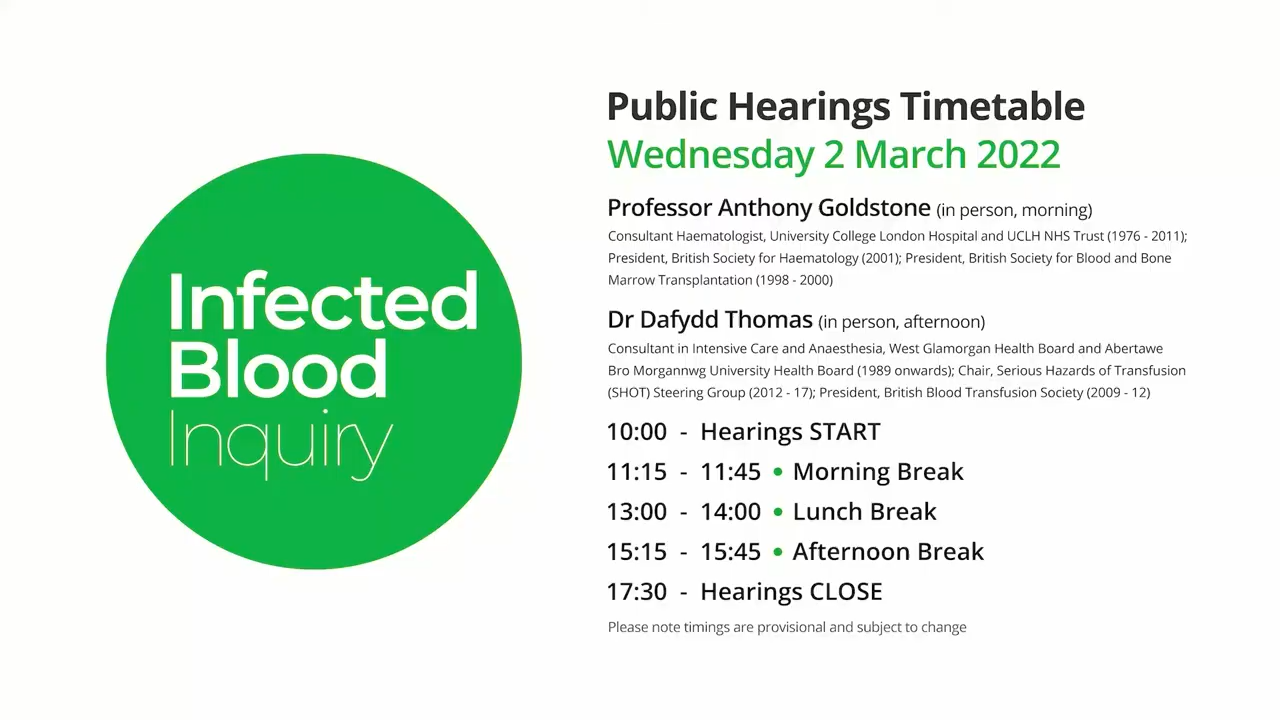 Infected
Blood
Inquiry
Public Hearings Timetable
Wednesday 2 March 2022
Professor Anthony Goldstone (in person, morning)
Consultant Haematologist, University College London Hospital and UCLH NHS Trust (1976 - 2011);
President, British Society for Haematology (2001); President, British Society for Blood and Bone
Marrow Transplantation (1998 - 2000)
Dr Dafydd Thomas (in person, afternoon)
Consultant in Intensive Care and Anaesthesia, West Glamorgan Health Board and Abertawe
Bro Morgannwg University Health Board (1989 onwards); Chair, Serious Hazards of Transfusion
(SHOT) Steering Group (2012 - 17); President, British Blood Transfusion Society (2009 - 12)
10:00 - Hearings START
11:15 - 11:45 • Morning Break
13:00 - 14:00 • Lunch Break
15:15 - 15:45 • Afternoon Break
17:30 - Hearings CLOSE
Please note timings are provisional and subject to change